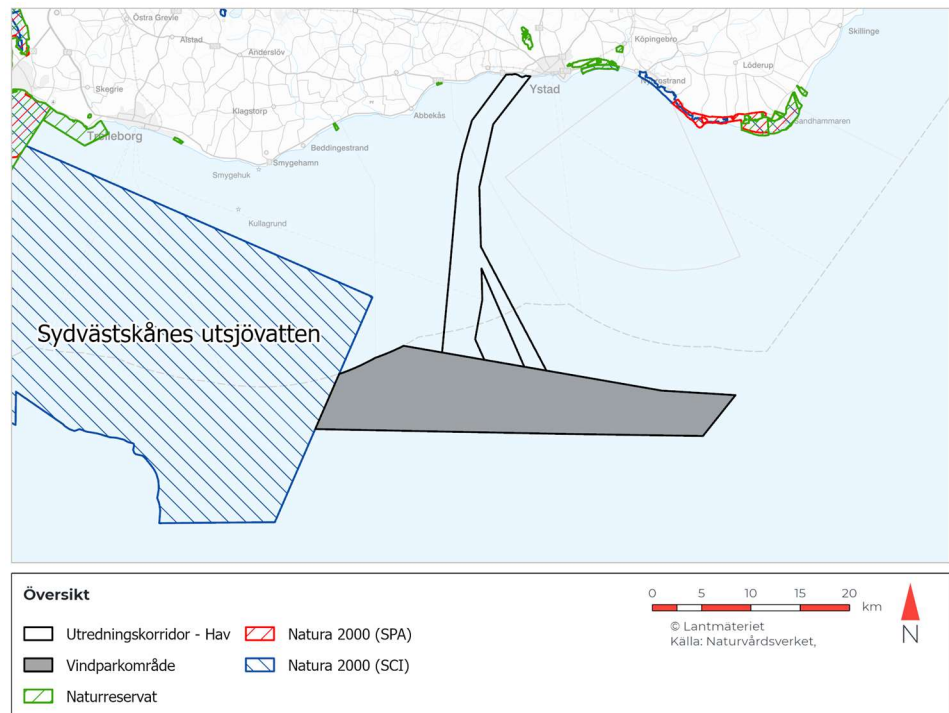 Östra Grevie
Alstad
Anderslöv
Skegrie
Klagstorp
Trelleborg
Beddingestrand
Smygehamn
Smygehuk
Kullagrund
Abbekås
Ystad
Köpingebro
Skillinge
Löderup
Sandhammaren
Sydvästskånes utsjövatten
Översikt
Utredningskorridor - Hav
Vindparkområde
Naturreservat
Natura 2000 (SPA)
Natura 2000 (SCI)
0 5 10 15 20
km
© Lantmäteriet
Källa: Naturvårdsverket,
N